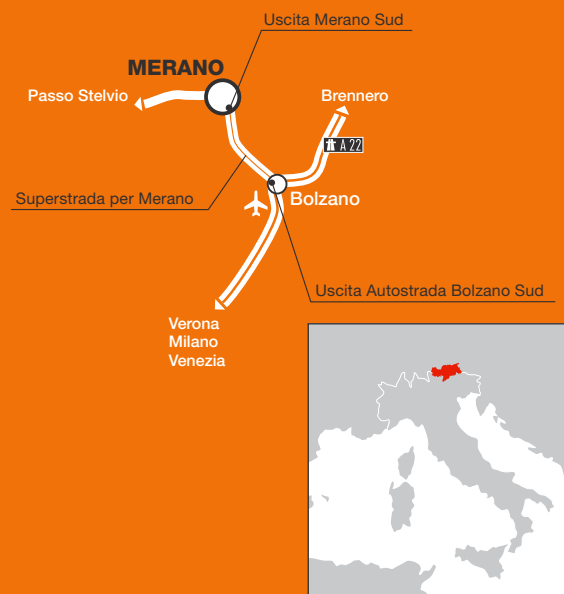 Uscita Merano Sud
MERANO
Passo Stelvio
Brennero
A 22
Superstrada per Merano
Bolzano
Uscita Autostrada Bolzano Sud
Verona
Milano
Venezia